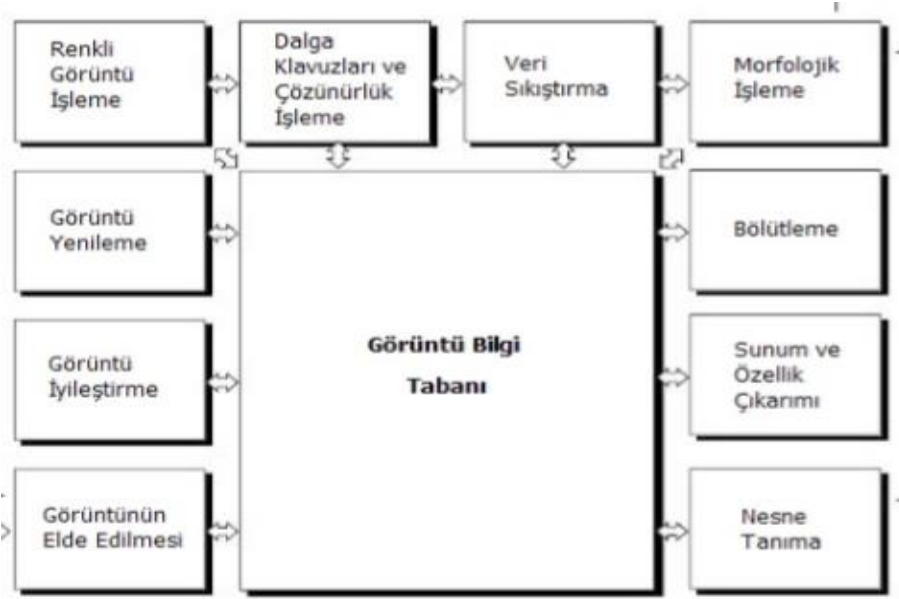 Renkli
Görüntü
İşleme
Dalga
Klavuzları ve
Çözünürlük
İşleme
Veri
Sıkıştırma
Morfolojik
İşleme
Görüntü
Yenileme
Bölütleme
Görüntü Bilgi
Tabanı
Görüntü
İyileştirme
Sunum ve
Özellik
Çıkarımı
Görüntünün
Elde Edilmesi
Nesne
Tanıma